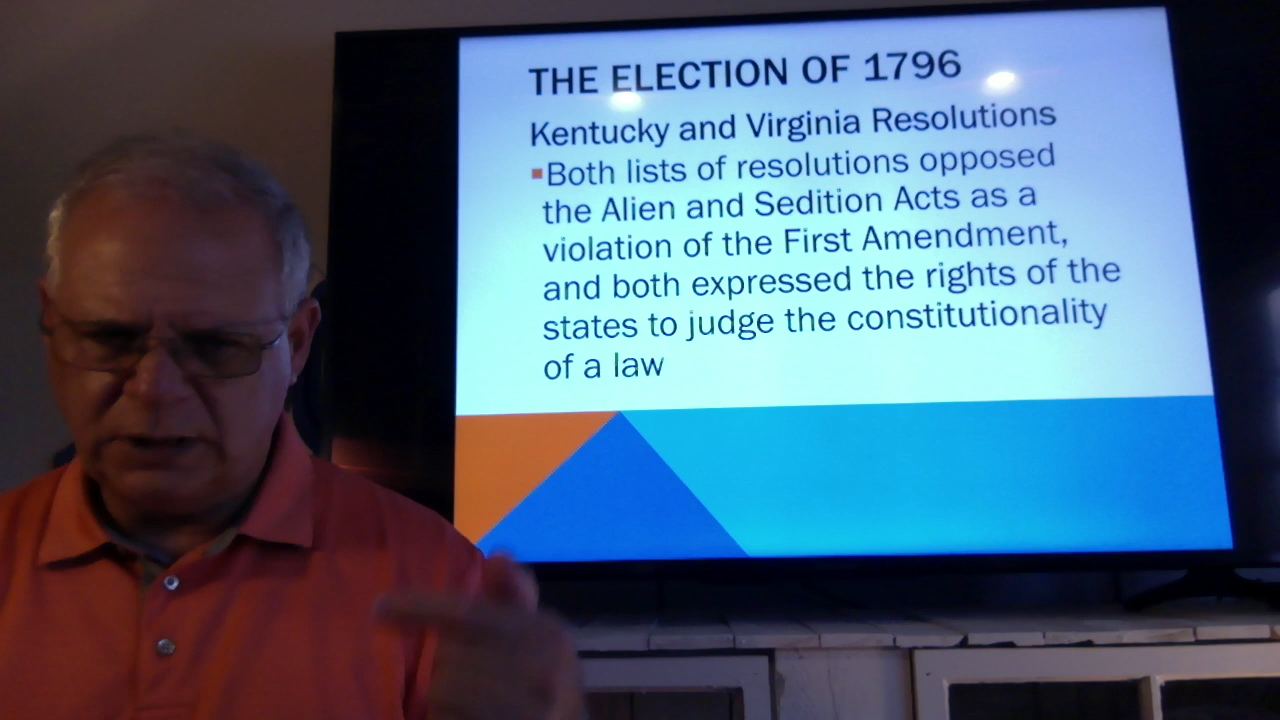 THE ELECTION OF 1796
Kentucky and Virginia Resolutions
▪Both lists of resolutions opposed
the Alien and Sedition Acts as a
violation of the First Amendment,
and both expressed the rights of the
states to judge the constitutionality
of a law